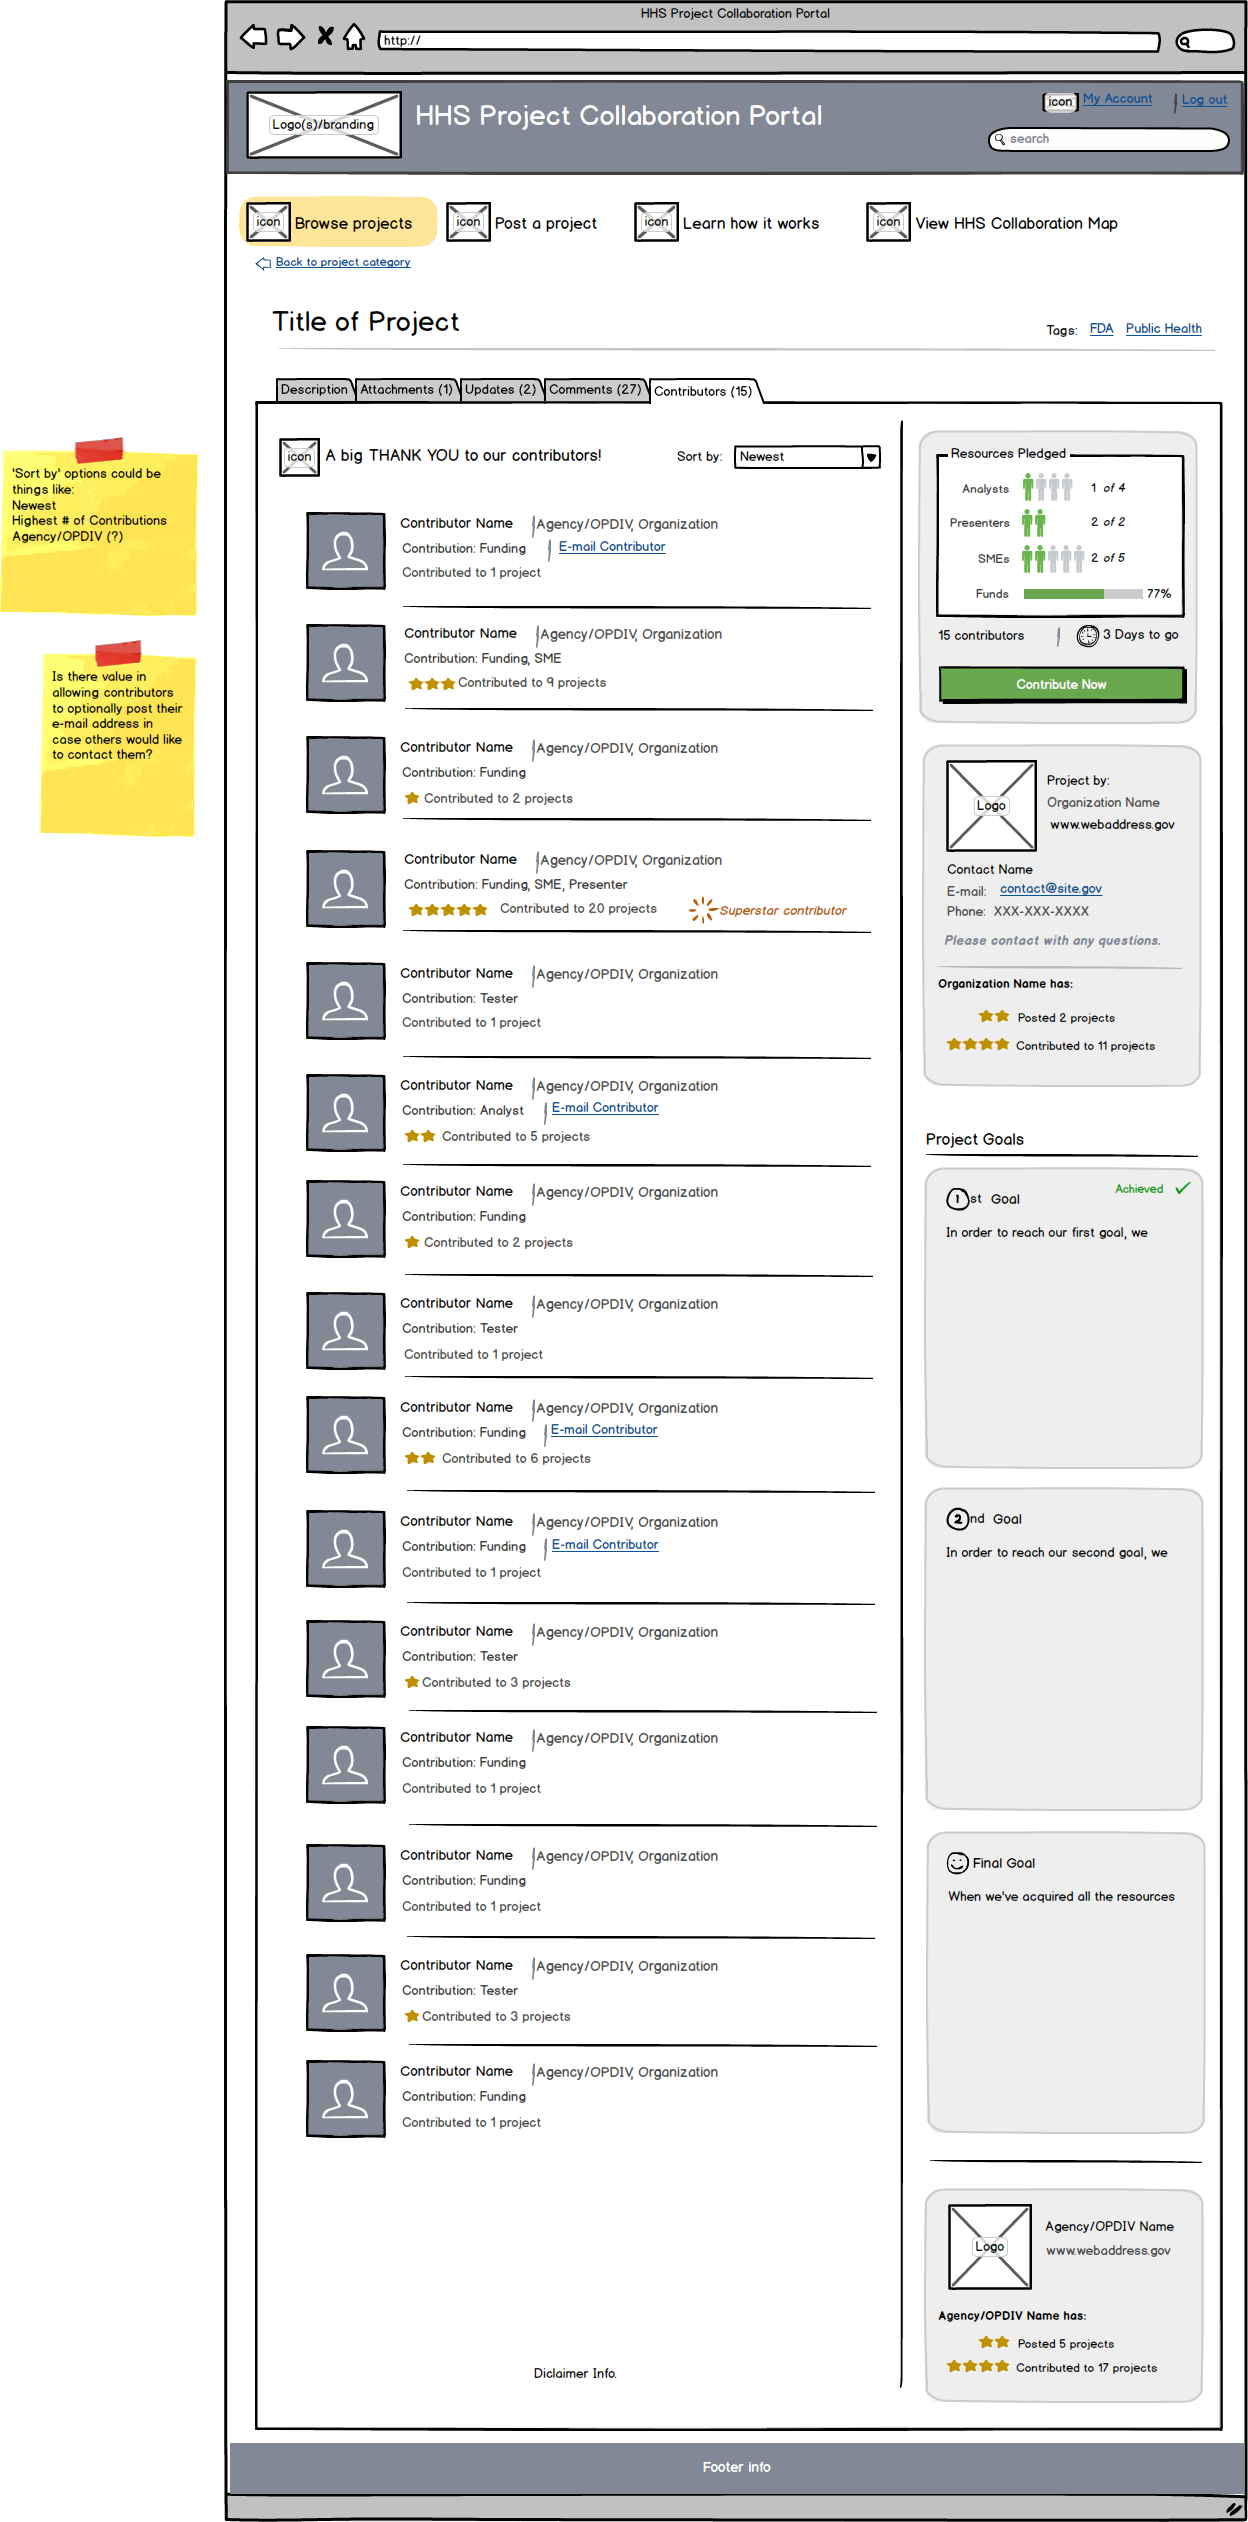 HHS Project Collaboration Portal
http://
Logo(s)/branding
HHS Project Collaboration Portal
icon My Account Log out
search
icon Browse projects icon Post a project icon Learn how it works icon View HHS Collaboration Map
Back to project category
Title of Project
Tags: FDA Public Health
Description Attachments (1) Updates (2) Comments (27) Contributors (15)
'Sort by' options could be
things like:
Newest
Highest # of Contributions
Agency/OPDIV (?)
Is there value in
allowing contributors
to optionally post their
e-mail address in
case others would like
to contact them?
icon A big THANK YOU to our contributors! Sort by: Newest
Contributor Name Agency/OPDIV, Organization
Contribution: Funding E-mail Contributor
Contributed to 1 project
Contributor Name Agency/OPDIV, Organization
Contribution: Funding, SME
Contributed to 9 projects
Contributor Name Agency/OPDIV, Organization
Contribution: Funding
Contributed to 2 projects
Contributor Name Agency/OPDIV, Organization
Contribution: Funding, SME, Presenter
Contributed to 20 projects Superstar contributor
Contributor Name Agency/OPDIV, Organization
Contribution: Tester
Contributed to 1 project
Contributor Name Agency/OPDIV, Organization
Contribution: Analyst E-mail Contributor
Contributed to 5 projects
Contributor Name Agency/OPDIV, Organization
Contribution: Funding
Contributed to 2 projects
Contributor Name Agency/OPDIV, Organization
Contribution: Tester
Contributed to 1 project
Contributor Name Agency/OPDIV, Organization
Contribution: Funding E-mail Contributor
Contributed to 6 projects
Contributor Name Agency/OPDIV, Organization
Contribution: Funding E-mail Contributor
Contributed to 1 project
Contributor Name Agency/OPDIV, Organization
Contribution: Tester
Contributed to 3 projects
Contributor Name Agency/OPDIV, Organization
Contribution: Funding
Contributed to 1 project
Contributor Name Agency/OPDIV, Organization
Contribution: Funding
Contributed to 1 project
Contributor Name Agency/OPDIV, Organization
Contribution: Tester
Contributed to 3 projects
Contributor Name Agency/OPDIV, Organization
Contribution: Funding
Contributed to 1 project
Diclaimer Info.
Resources Pledged
Analysts 1 of 4
Presenters 2 of 2
SMEs 2 of 5
Funds 77%
15 contributors 3 Days to go
Contribute Now
Logo
Project by:
Organization Name
www.webaddress.gov
Contact Name
E-mail: contact@site.gov
Phone: XXX-XXX-XXXX
Please contact with any questions.
Organization Name has:
Posted 2 projects
Contributed to 11 projects
Project Goals
Achieved
1st Goal
In order to reach our first goal, we
2nd Goal
In order to reach our second goal, we
Final Goal
When we've acquired all the resources
Logo
Agency/OPDIV Name
www.webaddress.gov
Agency/OPDIV Name has:
Posted 5 projects
Contributed to 17 projects
Footer info